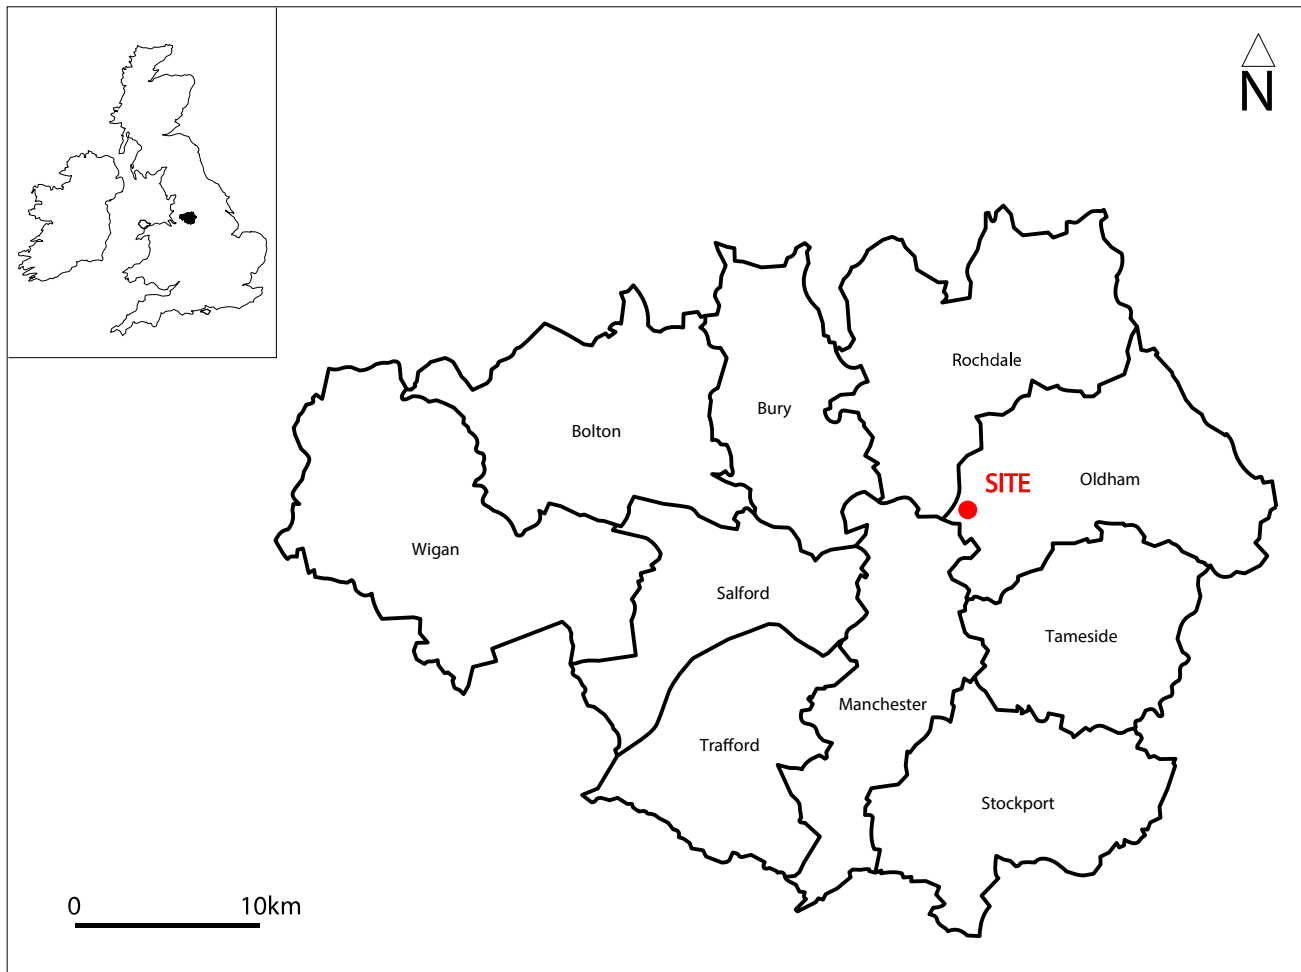 N
Rochdale
Bury
Bolton
SITE
Oldham
Wigan
Salford
Tameside
Manchester
Trafford
Stockport
0 10km